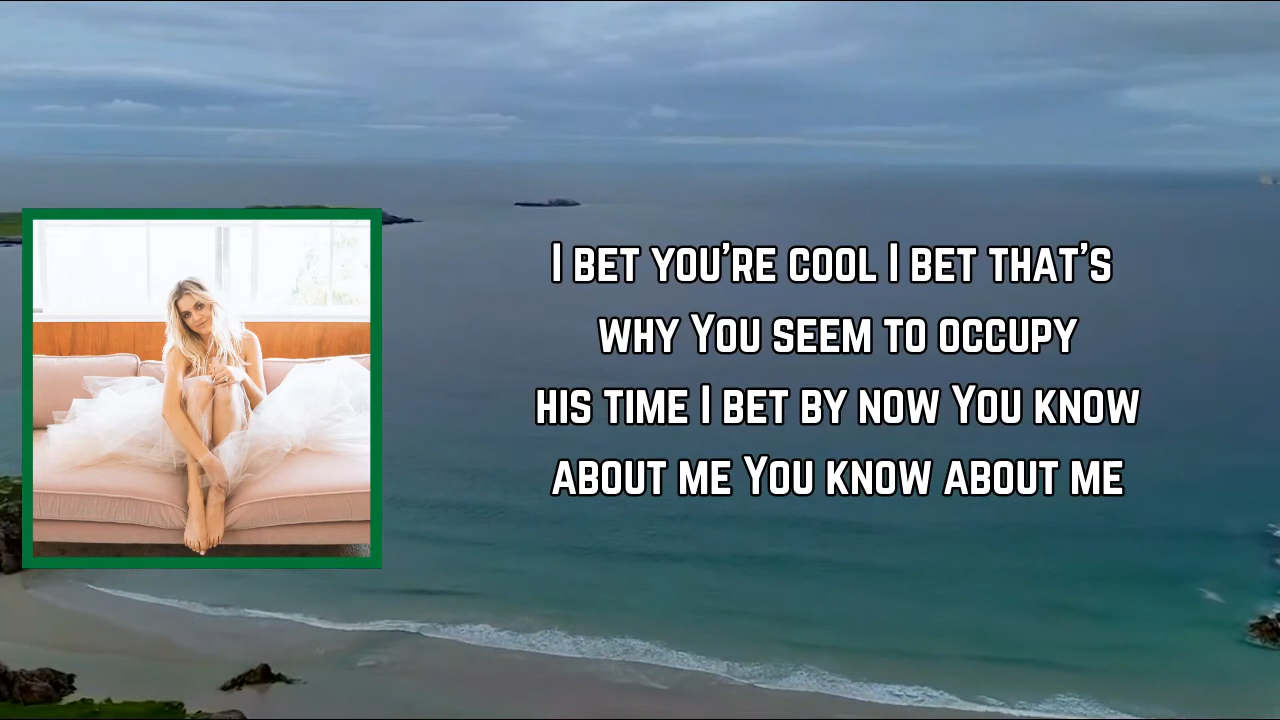 I BET YOU'RE COOL I BET THAT'S
WHY YOU SEEM TO OCCUPY
HIS TIME I BET BY NOW YOU KNOW
ABOUT ME YOU KNOW ABOUT ME